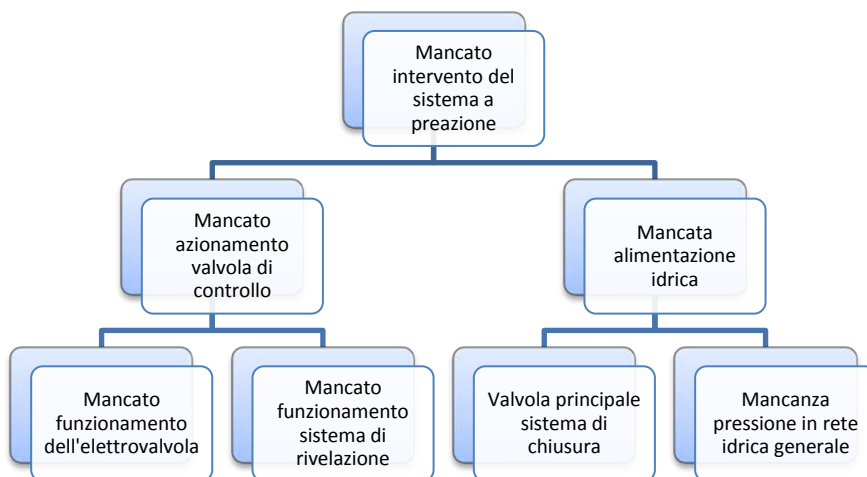 Mancato
intervento del
sistema a
preazione
Mancato
azionamento
valvola di
controllo
Mancata
alimentazione
idrica
Mancato
funzionamento
dell'elettrovalvola
Mancato
funzionamento
sistema di
rivelazione
Valvola principale
sistema di
chiusura
Mancanza
pressione in rete
idrica generale